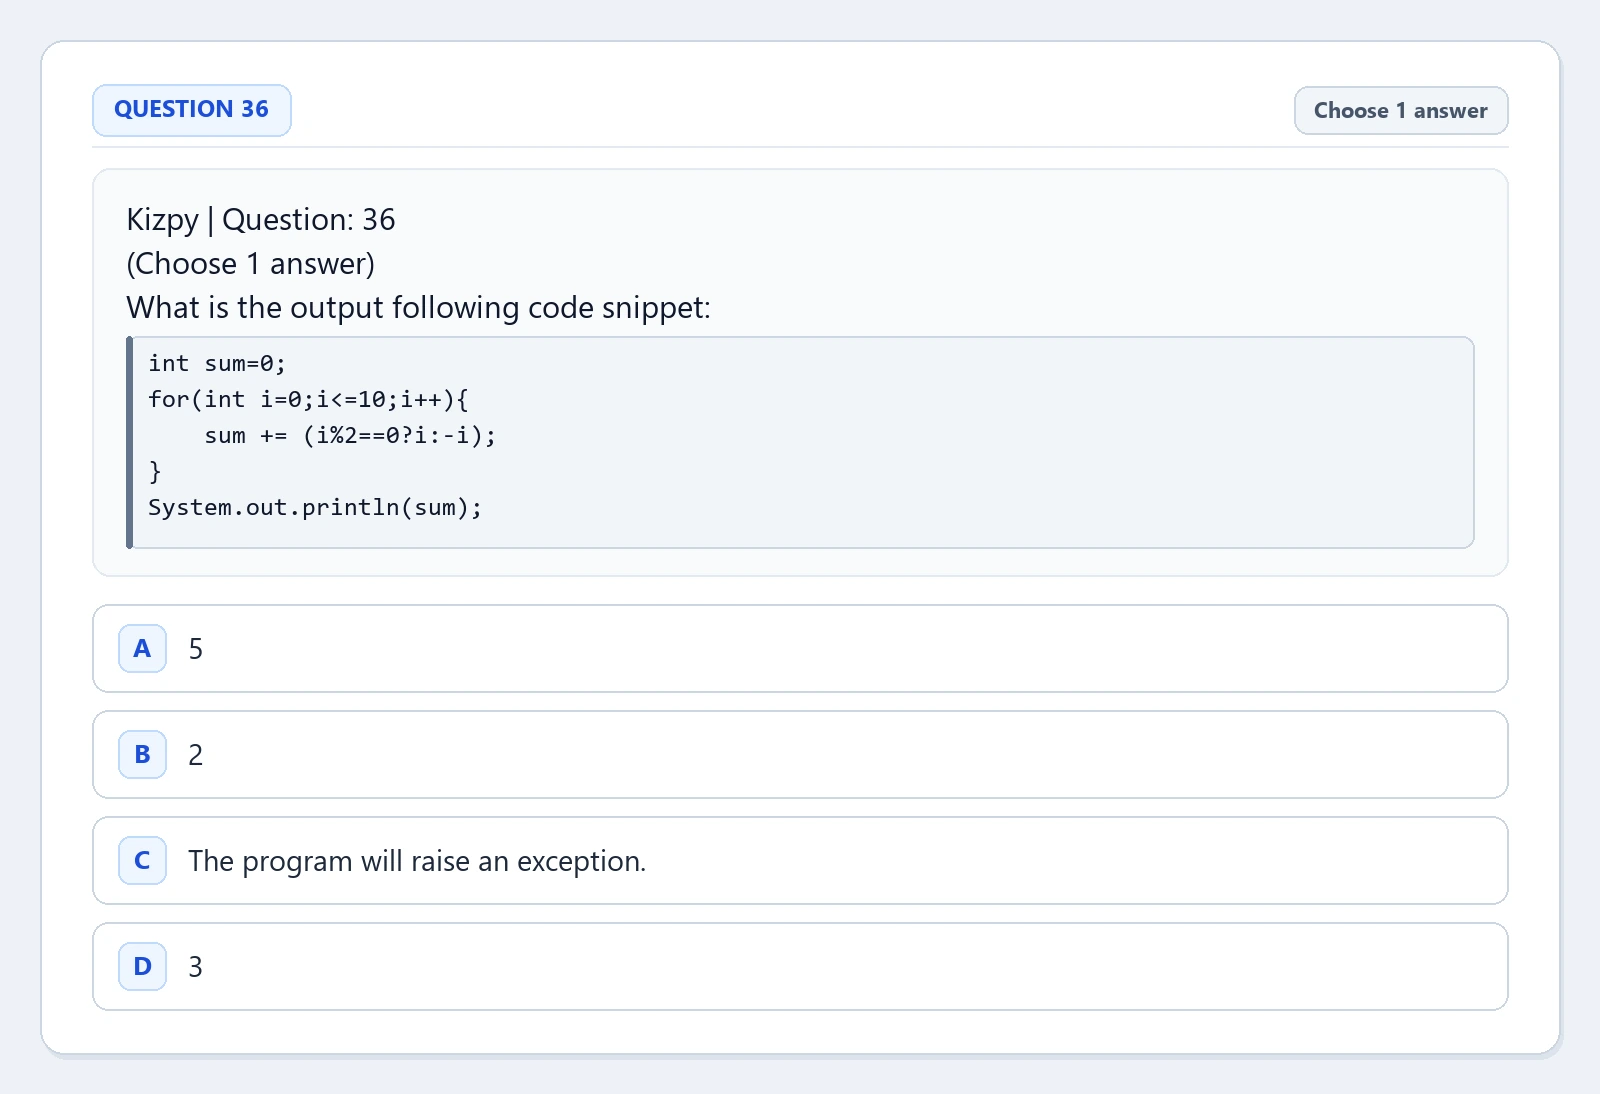 QUESTION 36
Choose 1 answer
Kizpy | Question: 36
(Choose 1 answer)
What is the output following code snippet:
int sum=0;
for(int i=0;i<=10;i++){
    sum += (i%2==0?i:-i);
}
System.out.println(sum);
A 5
B 2
C The program will raise an exception.
D 3